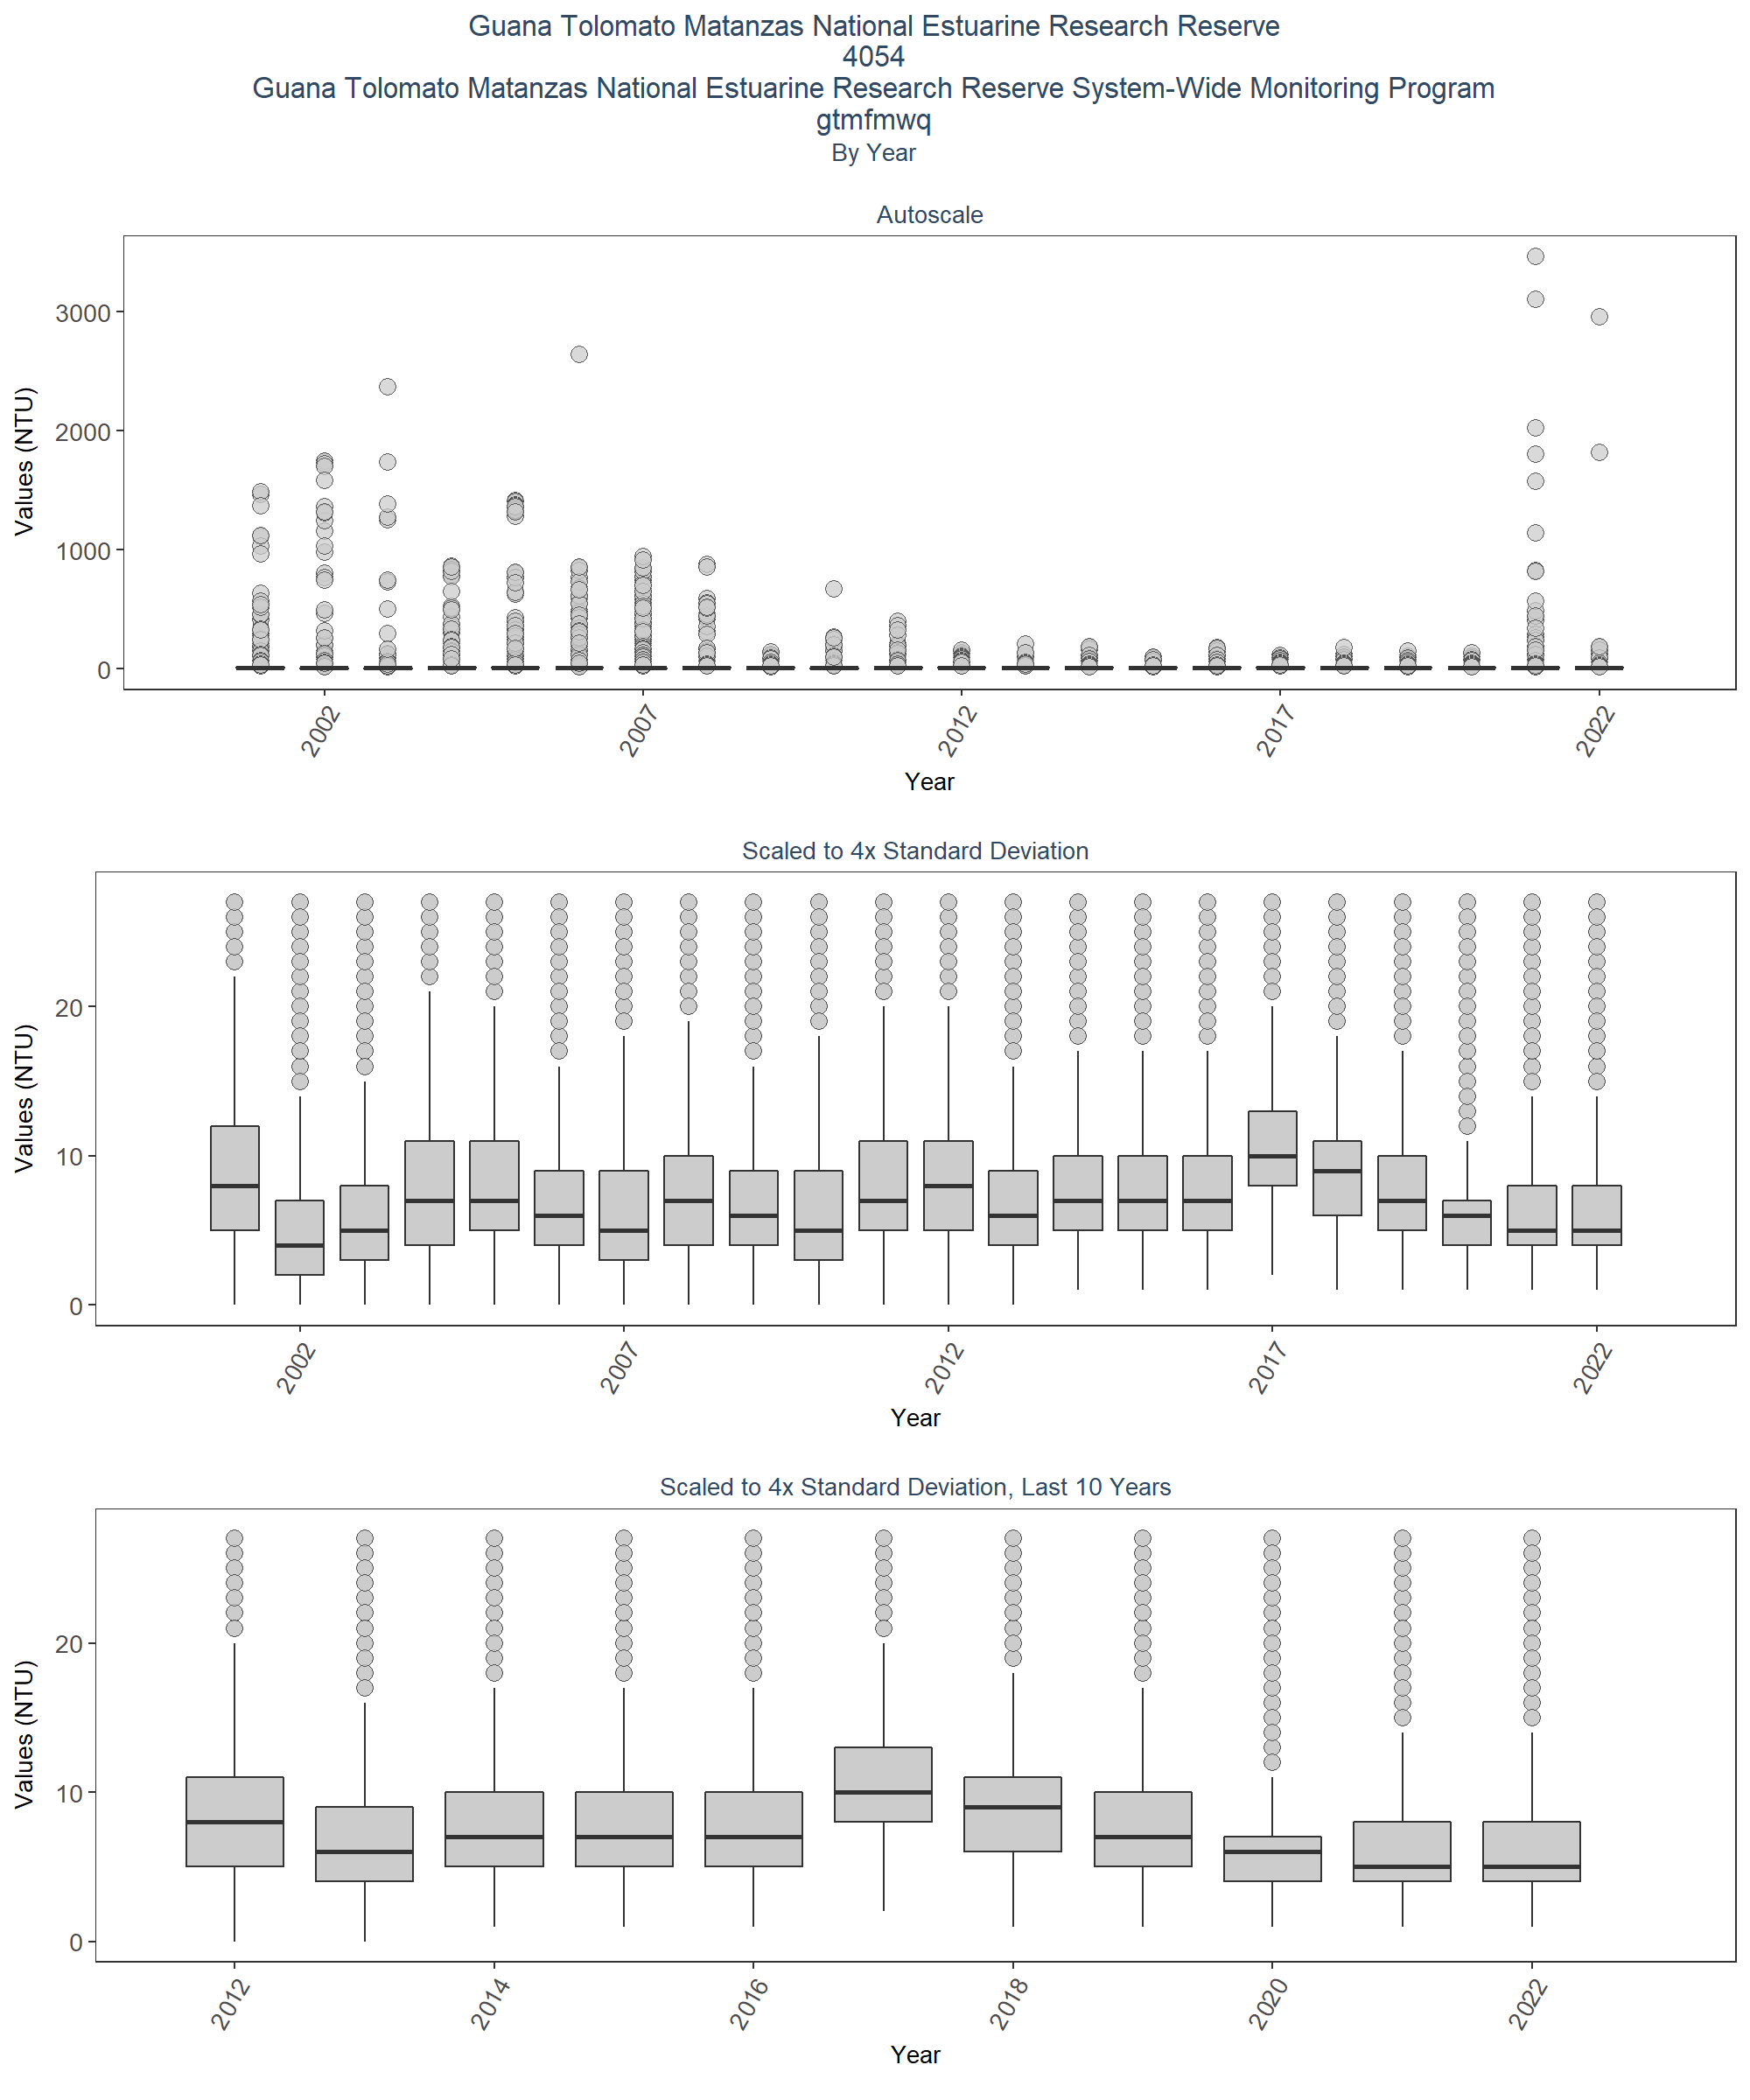 Guana Tolomato Matanzas National Estuarine Research Reserve
4054
Guana Tolomato Matanzas National Estuarine Research Reserve System-Wide Monitoring Program
gtmfmwq
By Year
Autoscale
Values (NTU)
3000
2000
1000
0
2002
2007
2012
2017
2022
Year
Scaled to 4x Standard Deviation
Values (NTU)
20
10
0
2002
2007
2012
2017
2022
Year
Scaled to 4x Standard Deviation, Last 10 Years
Values (NTU)
20
10
0
2012
2014
2016
2018
2020
2022
Year